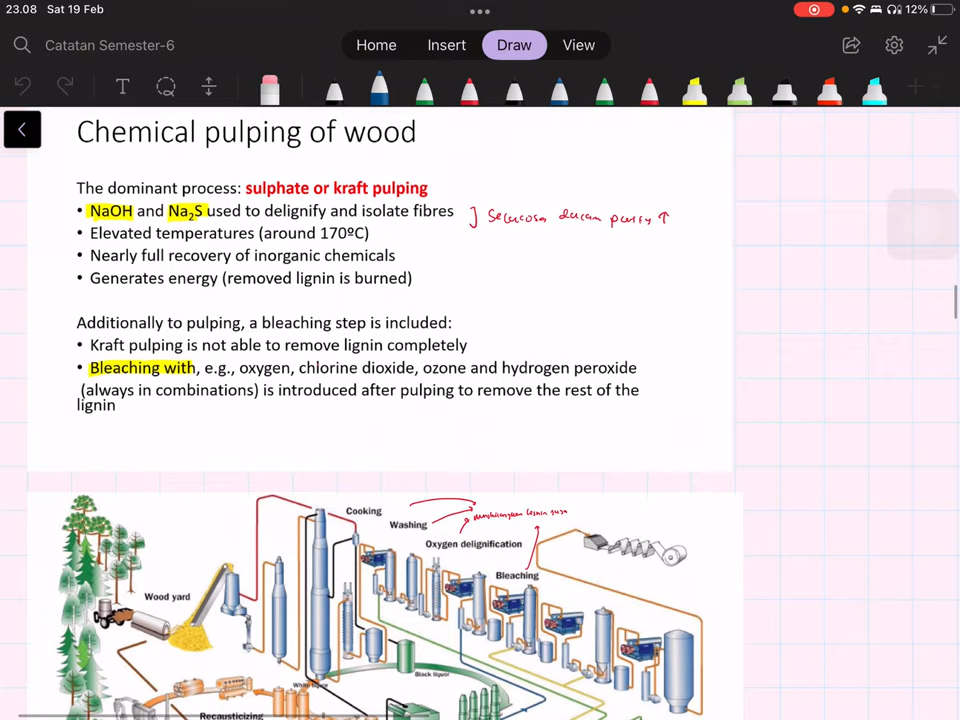 23.08 Sat 19 Feb
12%
Catatan Semester-6
Home Insert Draw View
T
Chemical pulping of wood
The dominant process: sulphate or kraft pulping
• NaOH and Na₂S used to delignify and isolate fibres
purity ↑
• Elevated temperatures (around 170ºC)
• Nearly full recovery of inorganic chemicals
• Generates energy (removed lignin is burned)
Additionally to pulping, a bleaching step is included:
• Kraft pulping is not able to remove lignin completely
• Bleaching with, e.g., oxygen, chlorine dioxide, ozone and hydrogen peroxide
(always in combinations) is introduced after pulping to remove the rest of the
lignin
Cooking
Washing
lignin
Oxygen delignification
Bleaching
Wood yard
Black liquor
White liquor
Recausticizing